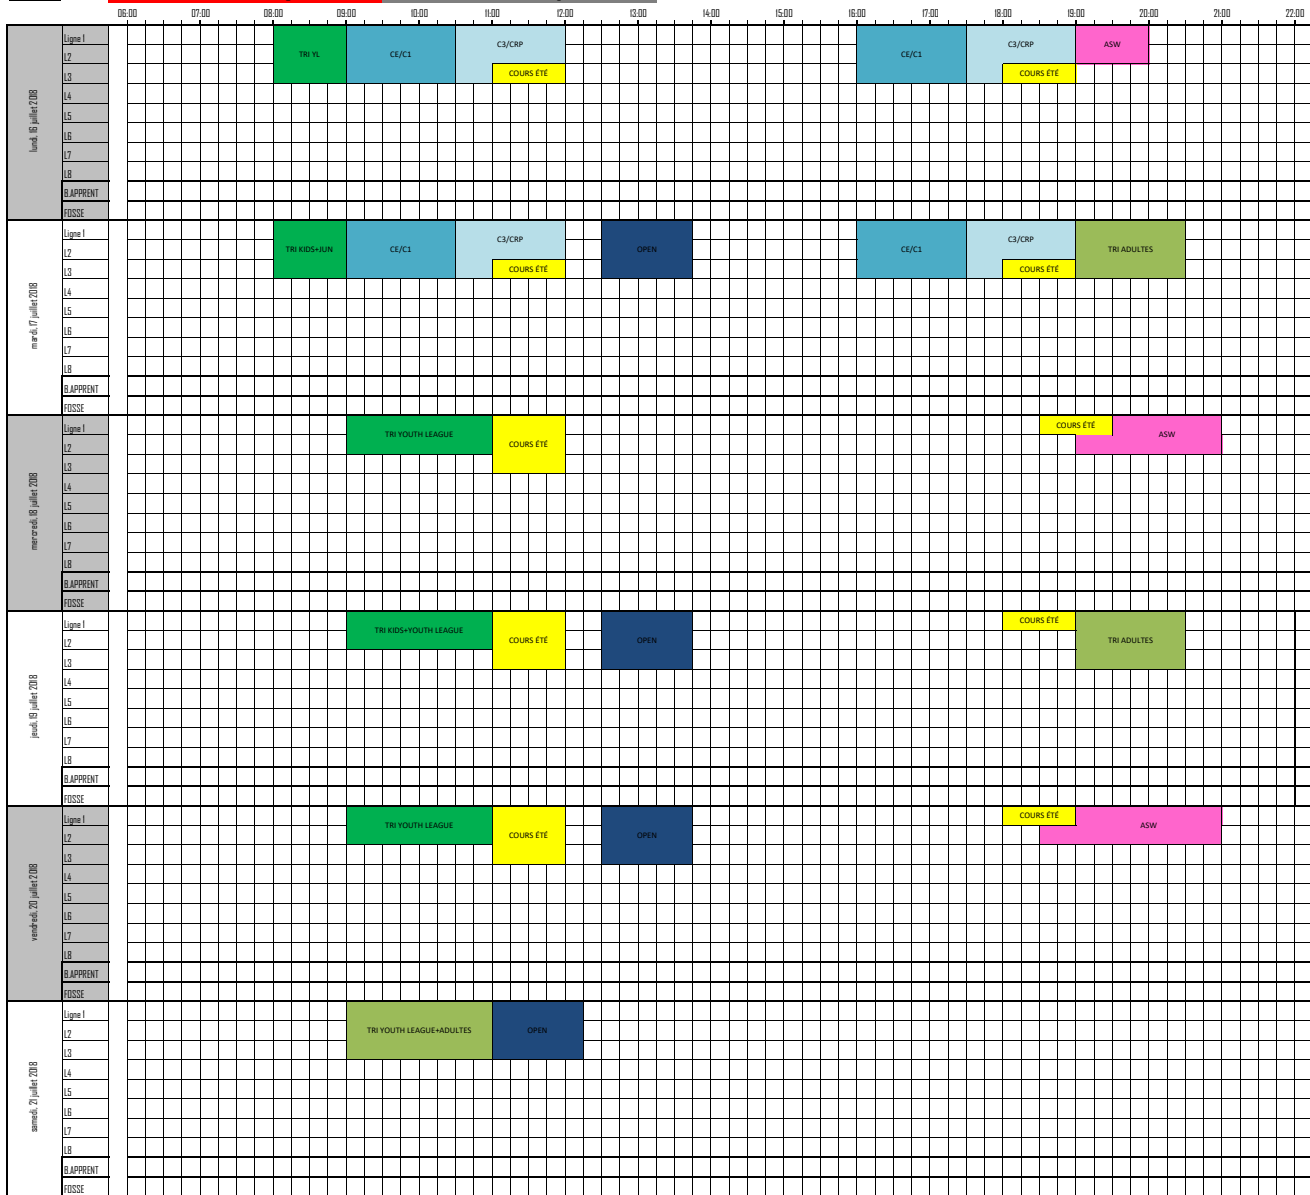 06:00 07:00 08:00 09:00 10:00 11:00 12:00 13:00 14:00 15:00 16:00 17:00 18:00 19:00 20:00 21:00 22:00
lundi, 16 juillet 2018
Ligne 1
L2
L3
L4
L5
L6
L7
L8
B.APPRENT
FOSSE
TRI YL
CE/C1
C3/CRP
COURS ÉTÉ
CE/C1
C3/CRP
COURS ÉTÉ
ASW
mardi, 17 juillet 2018
Ligne 1
L2
L3
L4
L5
L6
L7
L8
B.APPRENT
FOSSE
TRI KIDS+JUN
CE/C1
C3/CRP
COURS ÉTÉ
OPEN
CE/C1
C3/CRP
COURS ÉTÉ
TRI ADULTES
mercredi, 18 juillet 2018
Ligne 1
L2
L3
L4
L5
L6
L7
L8
B.APPRENT
FOSSE
TRI YOUTH LEAGUE
COURS ÉTÉ
COURS ÉTÉ
ASW
jeudi, 19 juillet 2018
Ligne 1
L2
L3
L4
L5
L6
L7
L8
B.APPRENT
FOSSE
TRI KIDS+YOUTH LEAGUE
COURS ÉTÉ
OPEN
COURS ÉTÉ
TRI ADULTES
vendredi, 20 juillet 2018
Ligne 1
L2
L3
L4
L5
L6
L7
L8
B.APPRENT
FOSSE
TRI YOUTH LEAGUE
COURS ÉTÉ
OPEN
COURS ÉTÉ
ASW
samedi, 21 juillet 2018
Ligne 1
L2
L3
L4
L5
L6
L7
L8
B.APPRENT
FOSSE
TRI YOUTH LEAGUE+ADULTES
OPEN